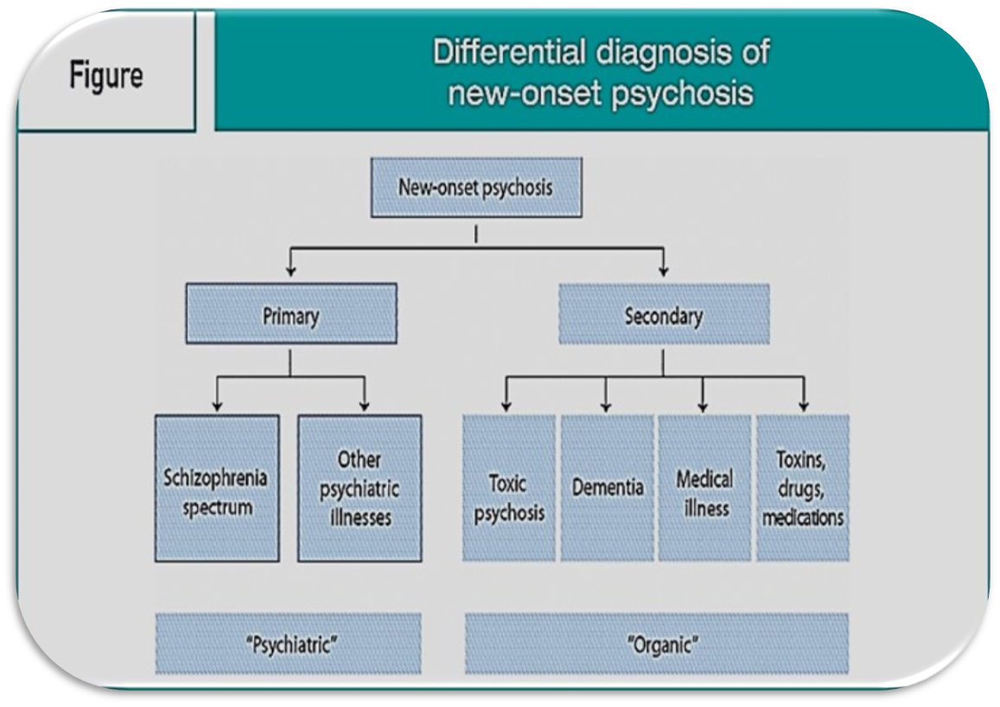 Figure
Differential diagnosis of
new-onset psychosis
New-onset psychosis
Primary
Secondary
Schizophrenia
spectrum
Other
psychiatric
illnesses
Toxic
psychosis
Dementia
Medical
illness
Toxins,
drugs,
medications
"Psychiatric"
"Organic"